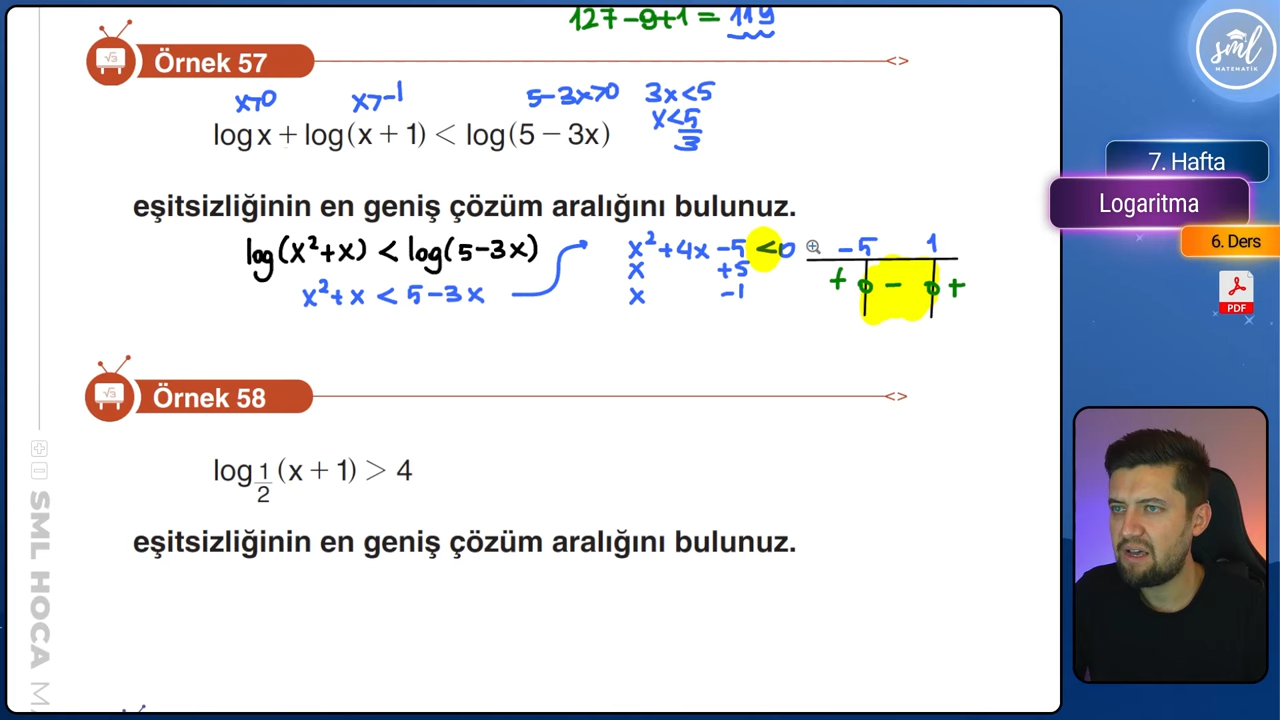 127-9+1 = 119
Örnek 57
x>0 x>-1 5-3x>0 3x<5
x<5/3
log x + log(x + 1) < log(5 − 3x)
eşitsizliğinin en geniş çözüm aralığını bulunuz.
log(x²+x) < log(5-3x)
x²+x < 5-3x
x²+4x-5 <0
x +5
x -1
-5 1
+ 0 - 0 +
Örnek 58
log 1/2 (x + 1) > 4
eşitsizliğinin en geniş çözüm aralığını bulunuz.
SML HOCA
sml
MATEMATİK
7. Hafta
Logaritma
6. Ders
PDF